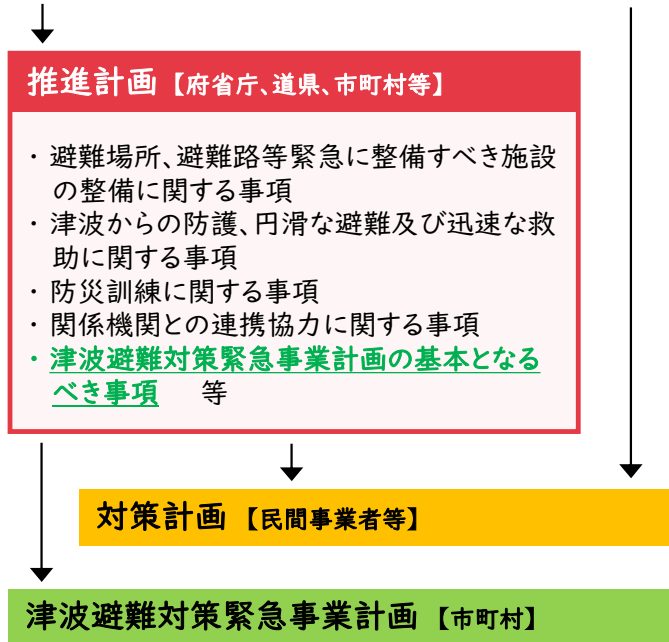 推進計画【府省庁、道県、市町村等】
・ 避難場所、避難路等緊急に整備すべき施設
の整備に関する事項
・ 津波からの防護、円滑な避難及び迅速な救
助に関する事項
・ 防災訓練に関する事項
・ 関係機関との連携協力に関する事項
・ 津波避難対策緊急事業計画の基本となる
べき事項 等
対策計画【民間事業者等】
津波避難対策緊急事業計画【市町村】